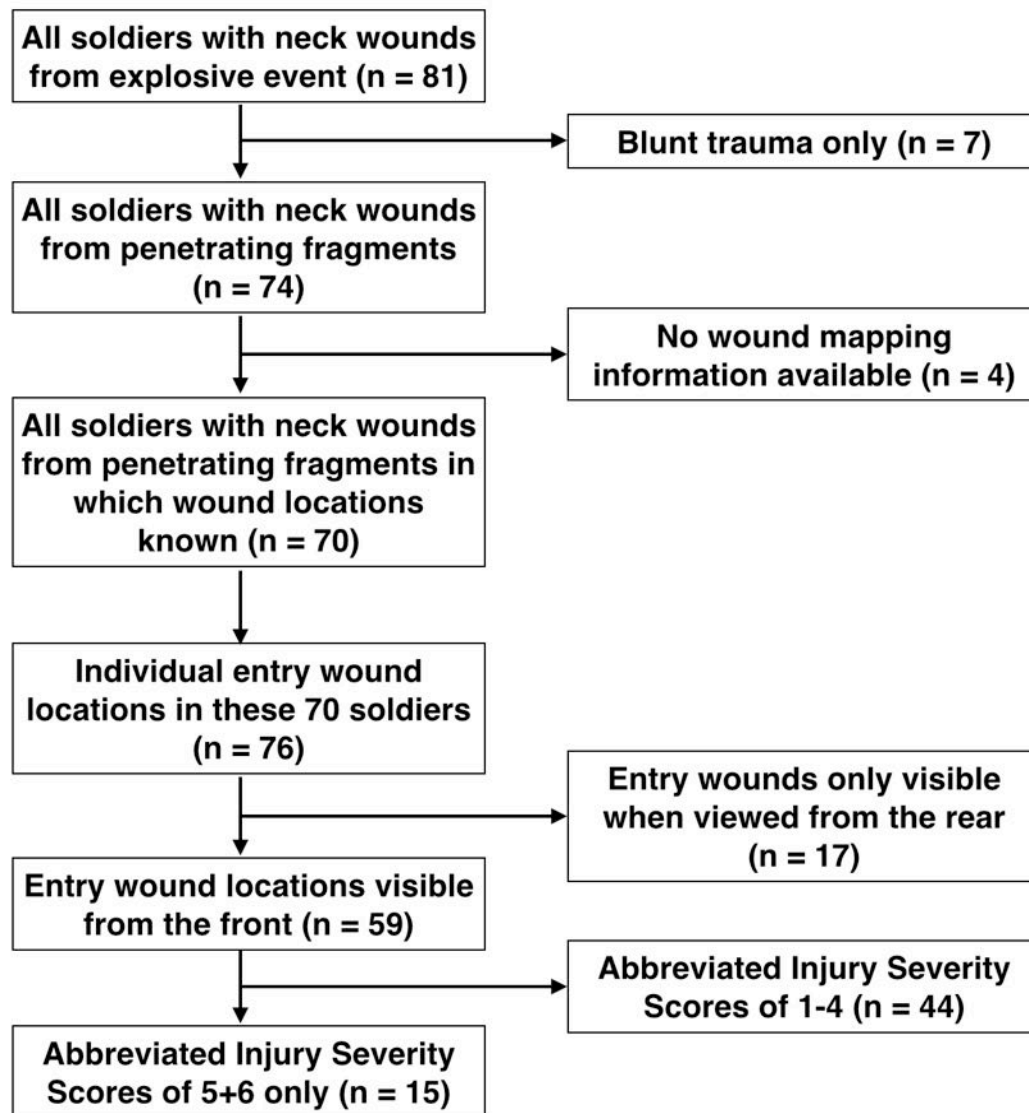 All soldiers with neck wounds
from explosive event (n = 81)
Blunt trauma only (n = 7)
All soldiers with neck wounds
from penetrating fragments
(n = 74)
No wound mapping
information available (n = 4)
All soldiers with neck wounds
from penetrating fragments in
which wound locations
known (n = 70)
Individual entry wound
locations in these 70 soldiers
(n = 76)
Entry wounds only visible
when viewed from the rear
(n = 17)
Entry wound locations visible
from the front (n = 59)
Abbreviated Injury Severity
Scores of 1-4 (n = 44)
Abbreviated Injury Severity
Scores of 5+6 only (n = 15)